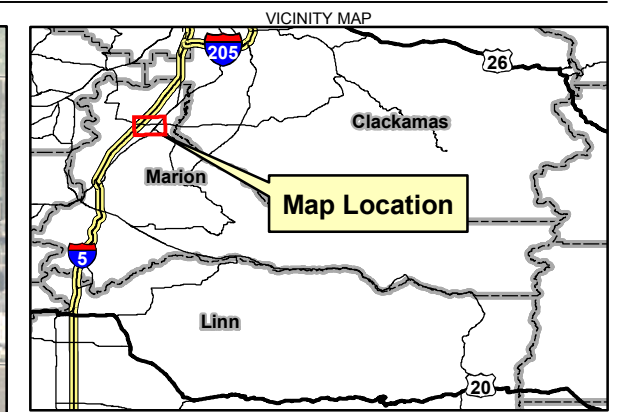 VICINITY MAP
205
26
Clackamas
Marion
Map Location
5
Linn
20